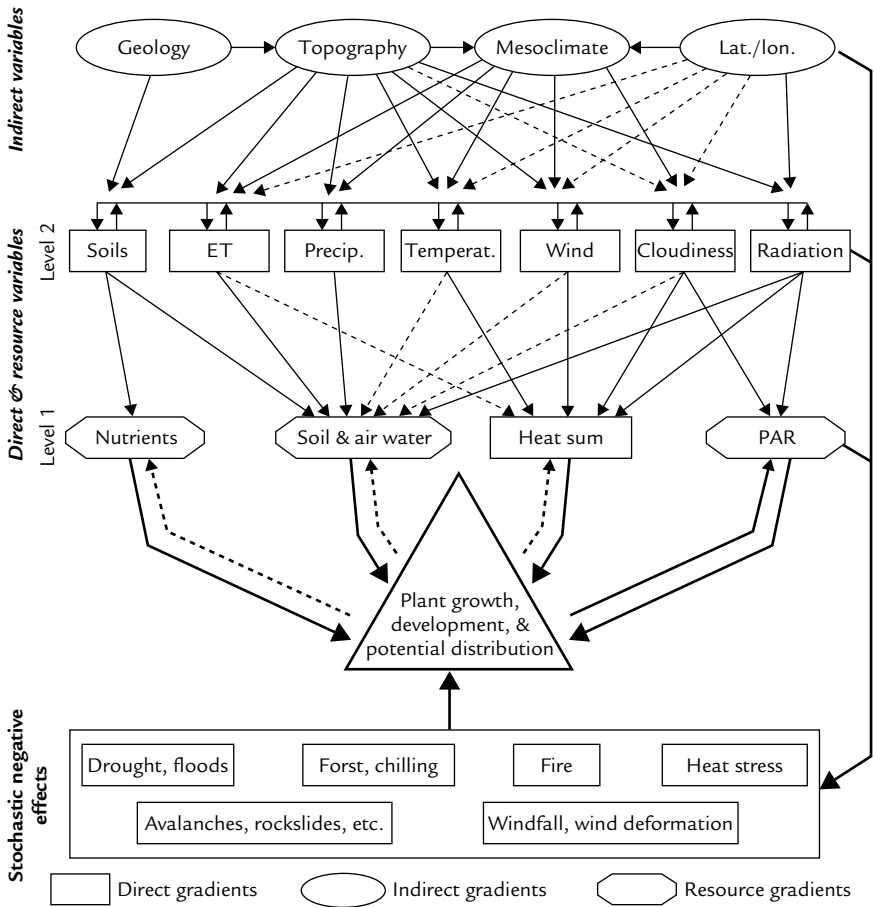 Indirect variables
Geology
Topography
Mesoclimate
Lat./lon.
Direct & resource variables
Level 2
Soils
ET
Precip.
Temperat.
Wind
Cloudiness
Radiation
Level 1
Nutrients
Soil & air water
Heat sum
PAR
Plant growth,
development, &
potential distribution
Stochastic negative
effects
Drought, floods
Forst, chilling
Fire
Heat stress
Avalanches, rockslides, etc.
Windfall, wind deformation
Direct gradients
Indirect gradients
Resource gradients